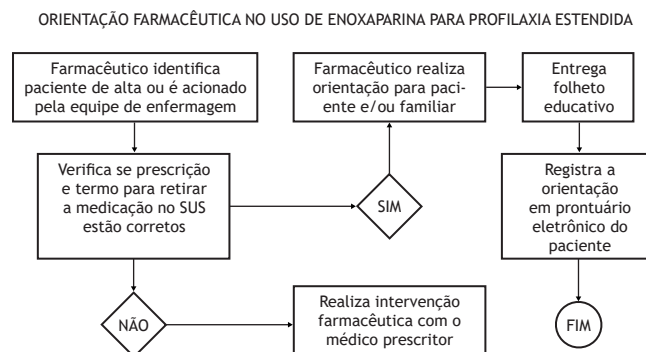 ORIENTAÇÃO FARMACÊUTICA NO USO DE ENOXAPARINA PARA PROFILAXIA ESTENDIDA
Farmacêutico identifica
paciente de alta ou é acionado
pela equipe de enfermagem
Farmacêutico realiza
orientação para paci-
ente e/ou familiar
Entrega
folheto
educativo
Verifica se prescrição
e termo para retirar
a medicação no SUS
estão corretos
SIM
Registra a
orientação
em prontuário
eletrônico do
paciente
NÃO
Realiza intervenção
farmacêutica com o
médico prescritor
FIM